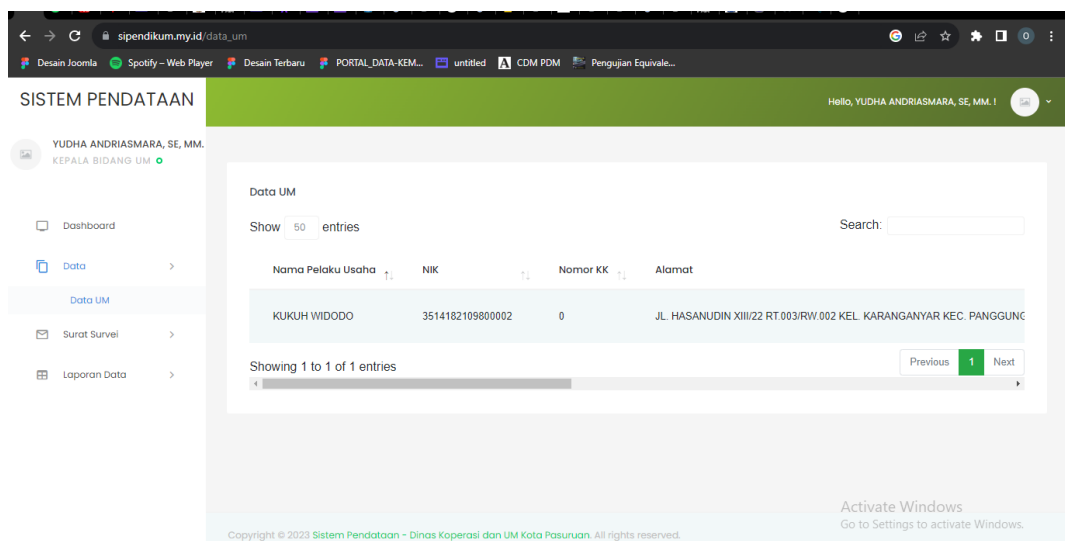 sipendikum.my.id/data_um
Desain Joomla Spotify – Web Player Desain Terbaru PORTAL_DATA-KEM... untitled CDM PDM Pengujian Equivale...
SISTEM PENDATAAN
Hello, YUDHA ANDRIASMARA, SE, MM. !
YUDHA ANDRIASMARA, SE, MM.
KEPALA BIDANG UM
Dashboard
Data
Data UM
Surat Survei
Laporan Data
Data UM
Show 50 entries
Search:
Nama Pelaku Usaha NIK Nomor KK Alamat
KUKUH WIDODO 3514182109800002 0 JL. HASANUDIN XIII/22 RT.003/RW.002 KEL. KARANGANYAR KEC. PANGGUNG
Showing 1 to 1 of 1 entries
Previous 1 Next
Activate Windows
Go to Settings to activate Windows.
Copyright © 2023 Sistem Pendataan - Dinas Koperasi dan UM Kota Pasuruan. All rights reserved.